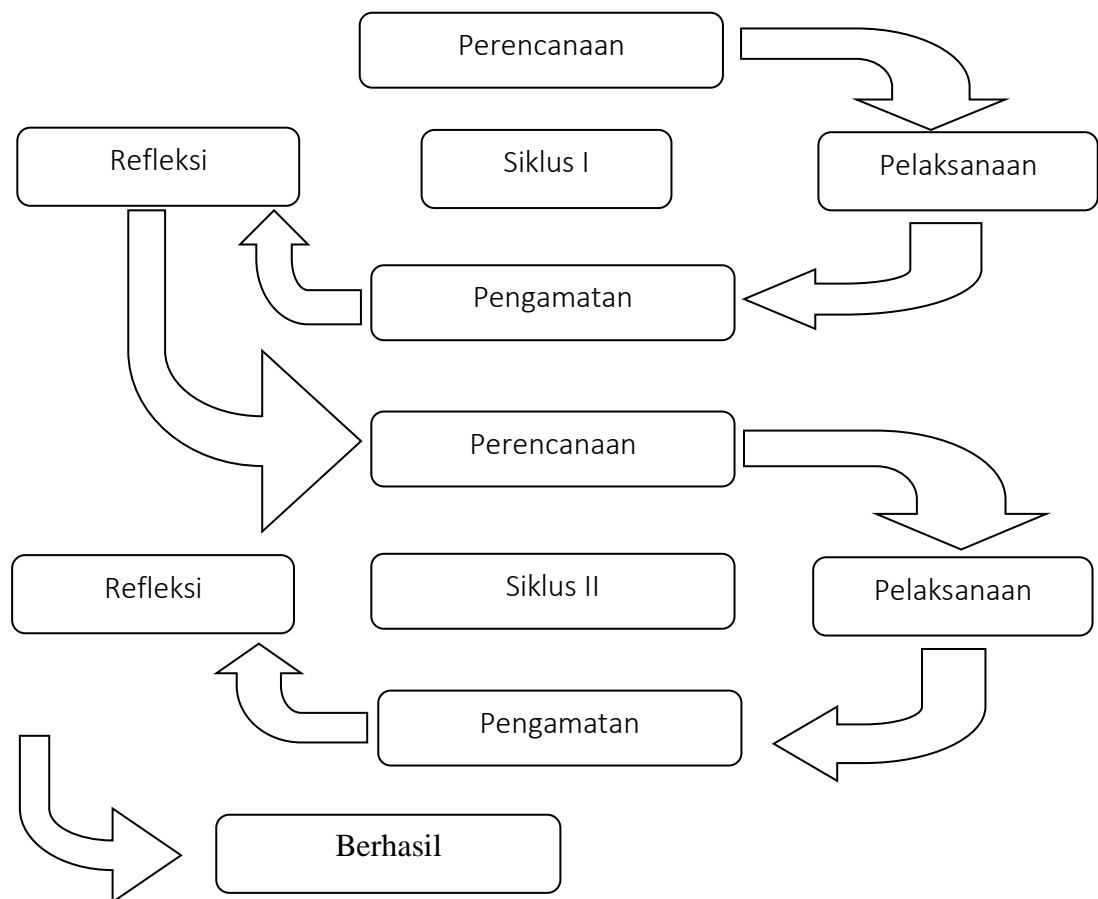 Perencanaan
Refleksi
Siklus I
Pelaksanaan
Pengamatan
Perencanaan
Refleksi
Siklus II
Pelaksanaan
Pengamatan
Berhasil